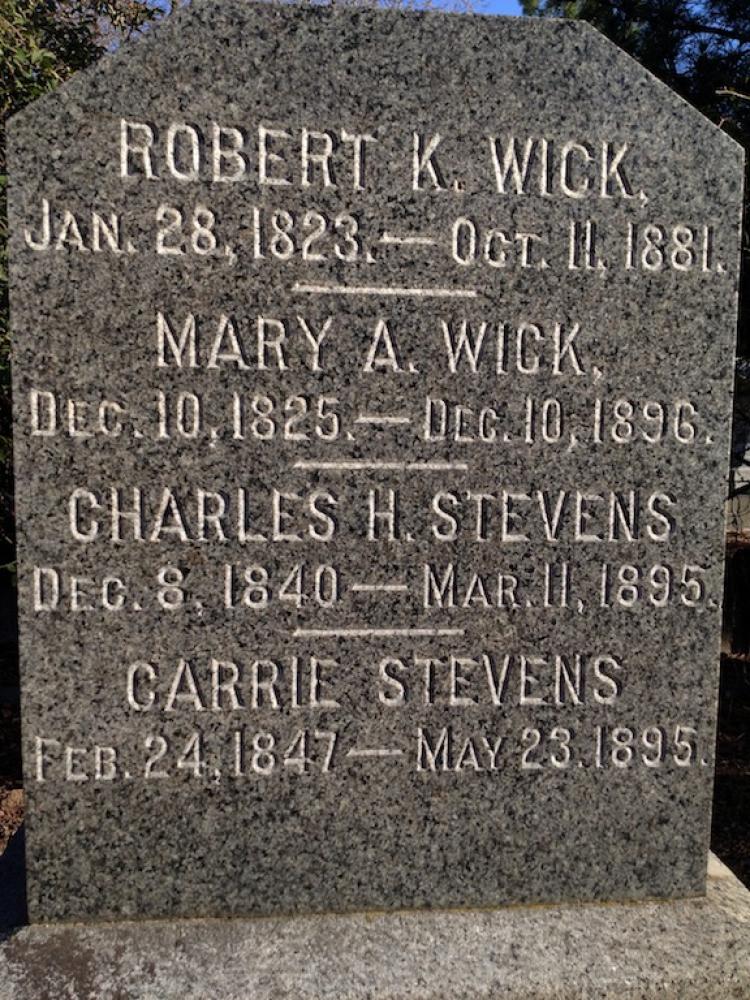 ROBERT K. WICK,
JAN. 28, 1823. — OCT. 11, 1881.
MARY A. WICK,
DEC. 10, 1825. — DEC. 10, 1896.
CHARLES H. STEVENS
DEC. 8, 1840 — MAR. 11, 1895.
CARRIE STEVENS
FEB. 24, 1847 — MAY 23. 1895.